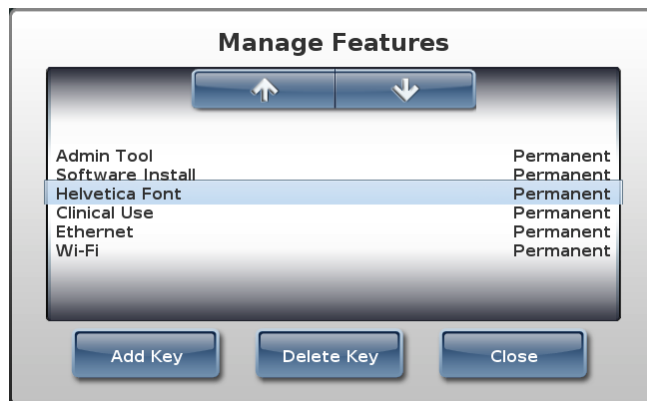 Manage Features
Admin Tool Permanent
Software Install Permanent
Helvetica Font Permanent
Clinical Use Permanent
Ethernet Permanent
Wi-Fi Permanent
Add Key Delete Key Close